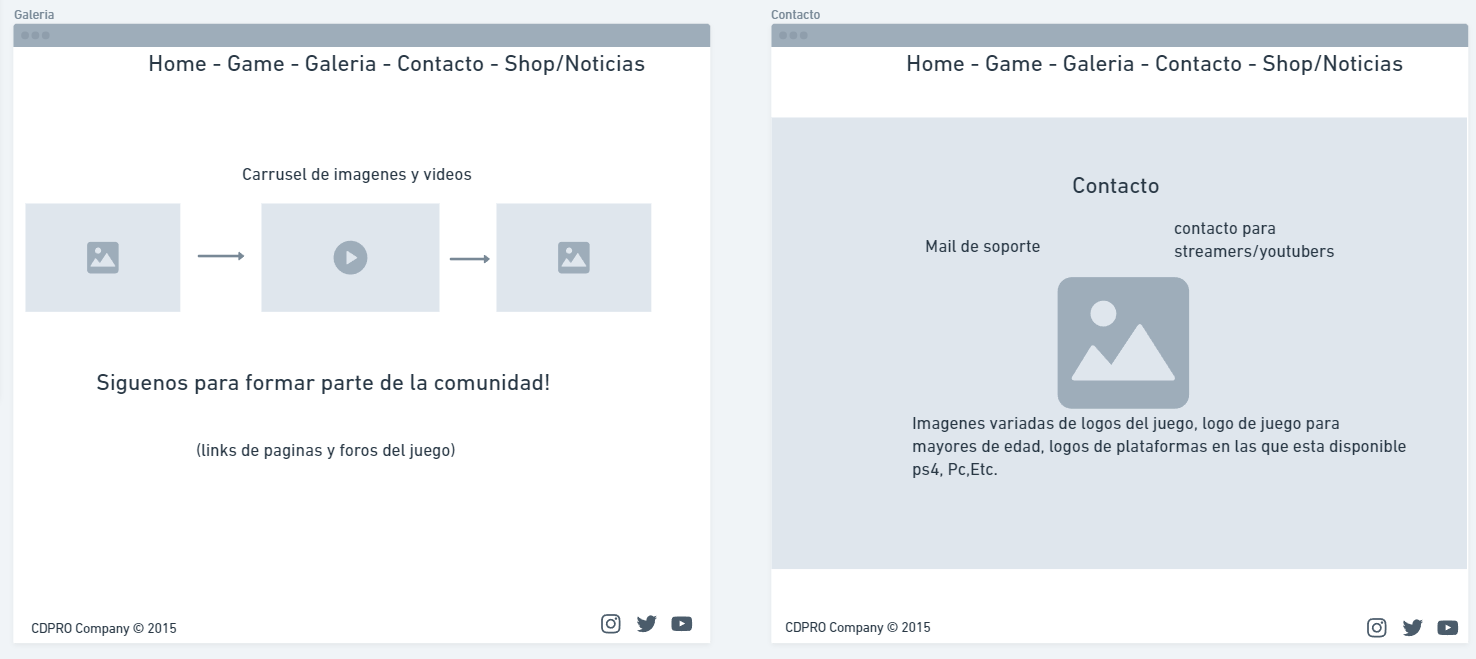 Galeria
Home - Game - Galeria - Contacto - Shop/Noticias
Carrusel de imagenes y videos
Siguenos para formar parte de la comunidad!
(links de paginas y foros del juego)
CDPRO Company © 2015
Contacto
Home - Game - Galeria - Contacto - Shop/Noticias
Contacto
Mail de soporte
contacto para
streamers/youtubers
Imagenes variadas de logos del juego, logo de juego para
mayores de edad, logos de plataformas en las que esta disponible
ps4, Pc,Etc.
CDPRO Company © 2015